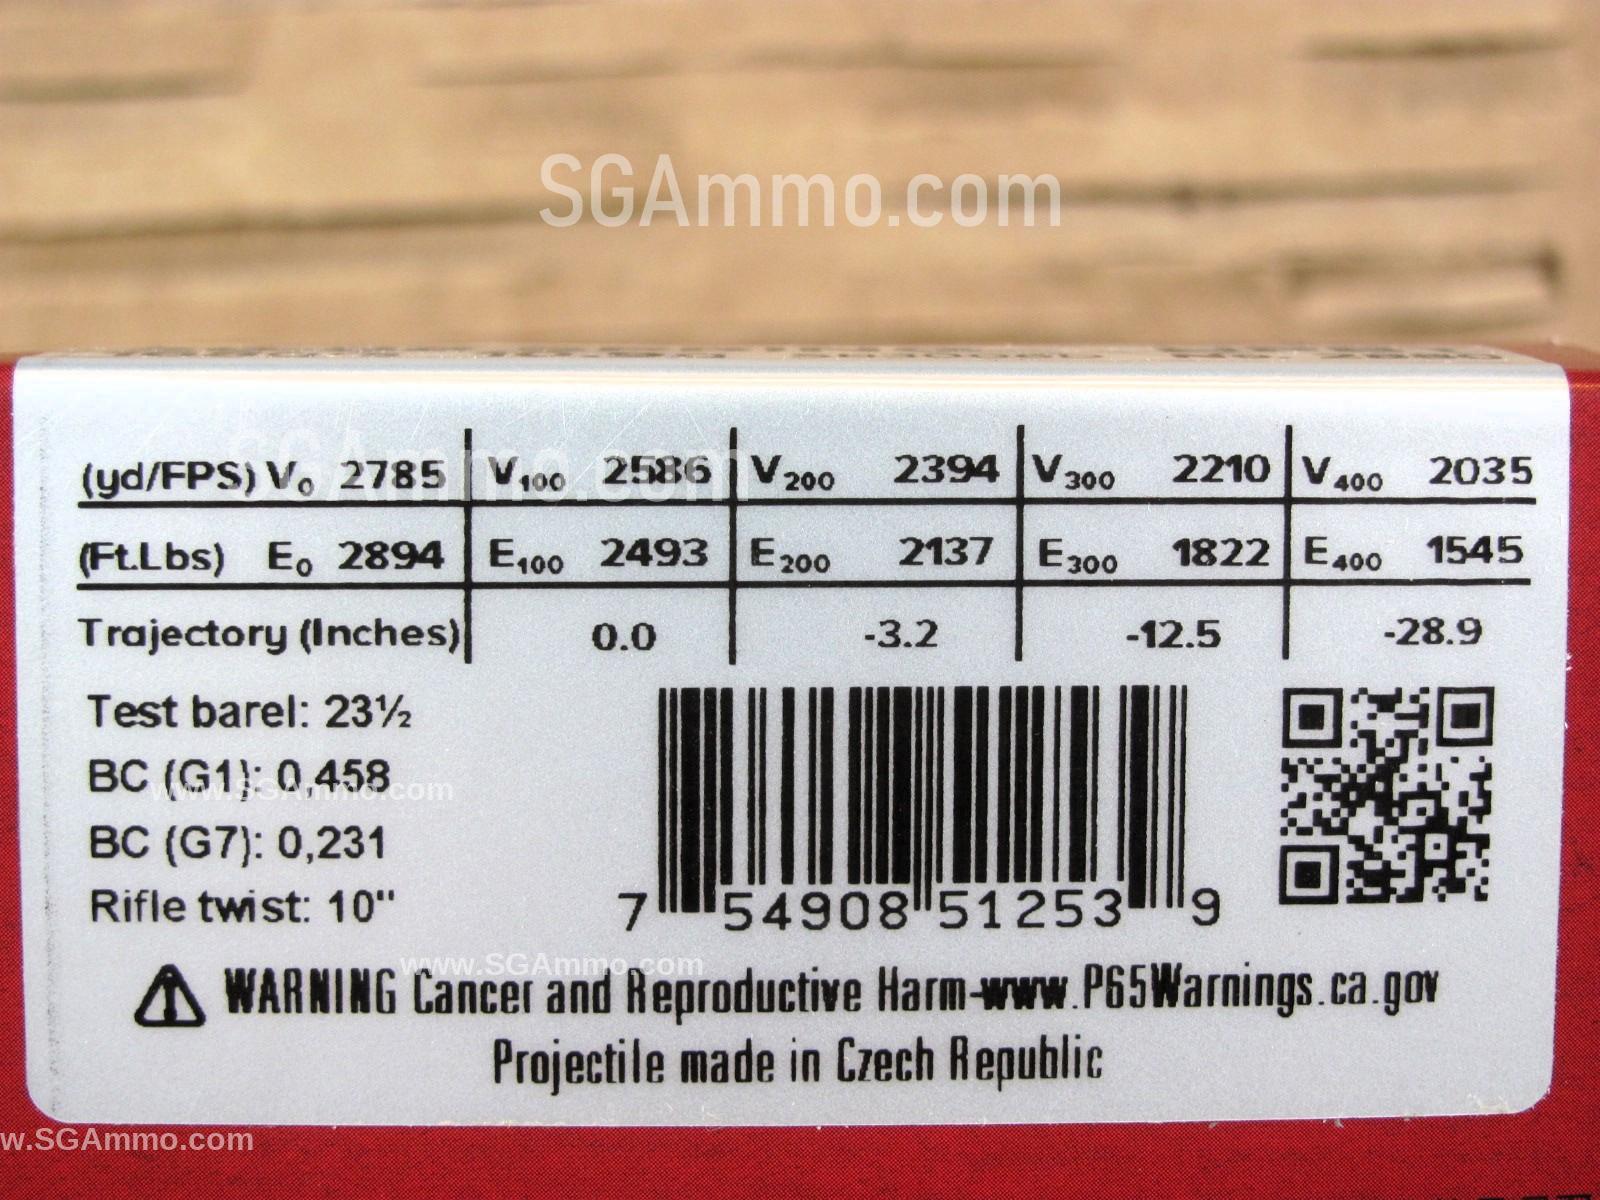 SGAmmo.com
SGAmmo.com
(yd/FPS) V0 2785 V100 2586 V200 2394 V300 2210 V400 2035
(Ft.Lbs) E0 2894 E100 2493 E200 2137 E300 1822 E400 1545
Trajectory (Inches) 0.0 -3.2 -12.5 -28.9
Test barel: 23½
BC (G1): 0,458
www.SGAmmo.com
BC (G7): 0,231
Rifle twist: 10"
7 54908 51253 9
www.SGAmmo.com
WARNING Cancer and Reproductive Harm-www.P65Warnings.ca.gov
Projectile made in Czech Republic
w.SGAmmo.com